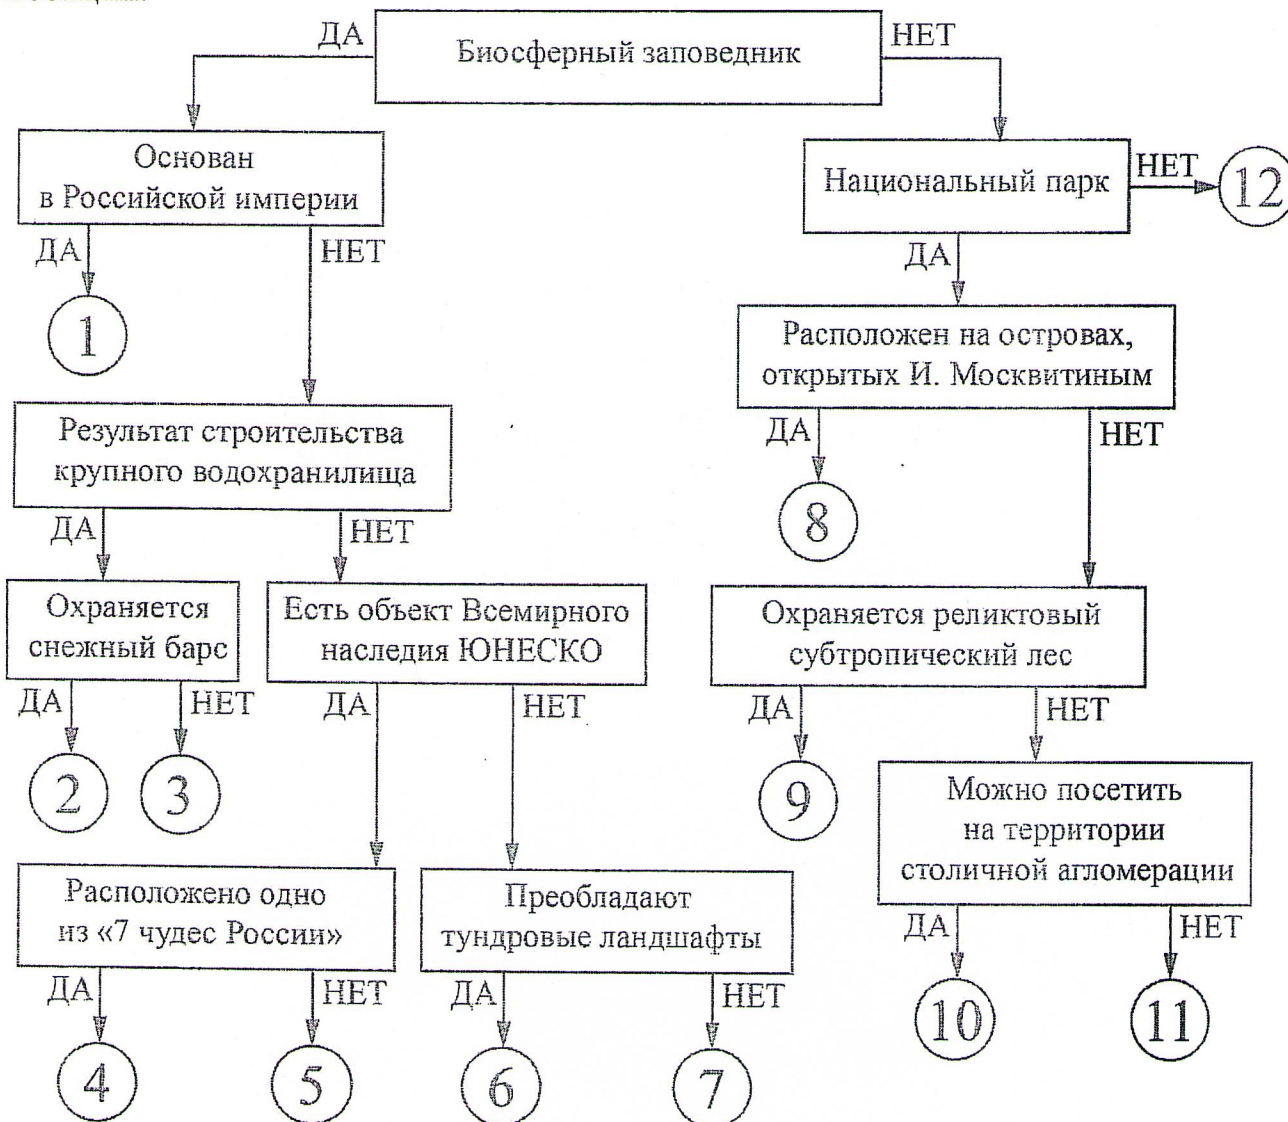 ДА
Биосферный заповедник
НЕТ
Основан
в Российской империи
Национальный парк
НЕТ
12
ДА
НЕТ
ДА
1
Расположен на островах,
открытых И. Москвитиным
Результат строительства
крупного водохранилища
ДА
НЕТ
8
ДА
НЕТ
Охраняется
снежный барс
Есть объект Всемирного
наследия ЮНЕСКО
Охраняется реликтовый
субтропический лес
ДА
НЕТ
ДА
НЕТ
ДА
НЕТ
2
3
9
Можно посетить
на территории
столичной агломерации
Расположено одно
из «7 чудес России»
Преобладают
тундровые ландшафты
ДА
НЕТ
ДА
НЕТ
ДА
НЕТ
10
11
4
5
6
7